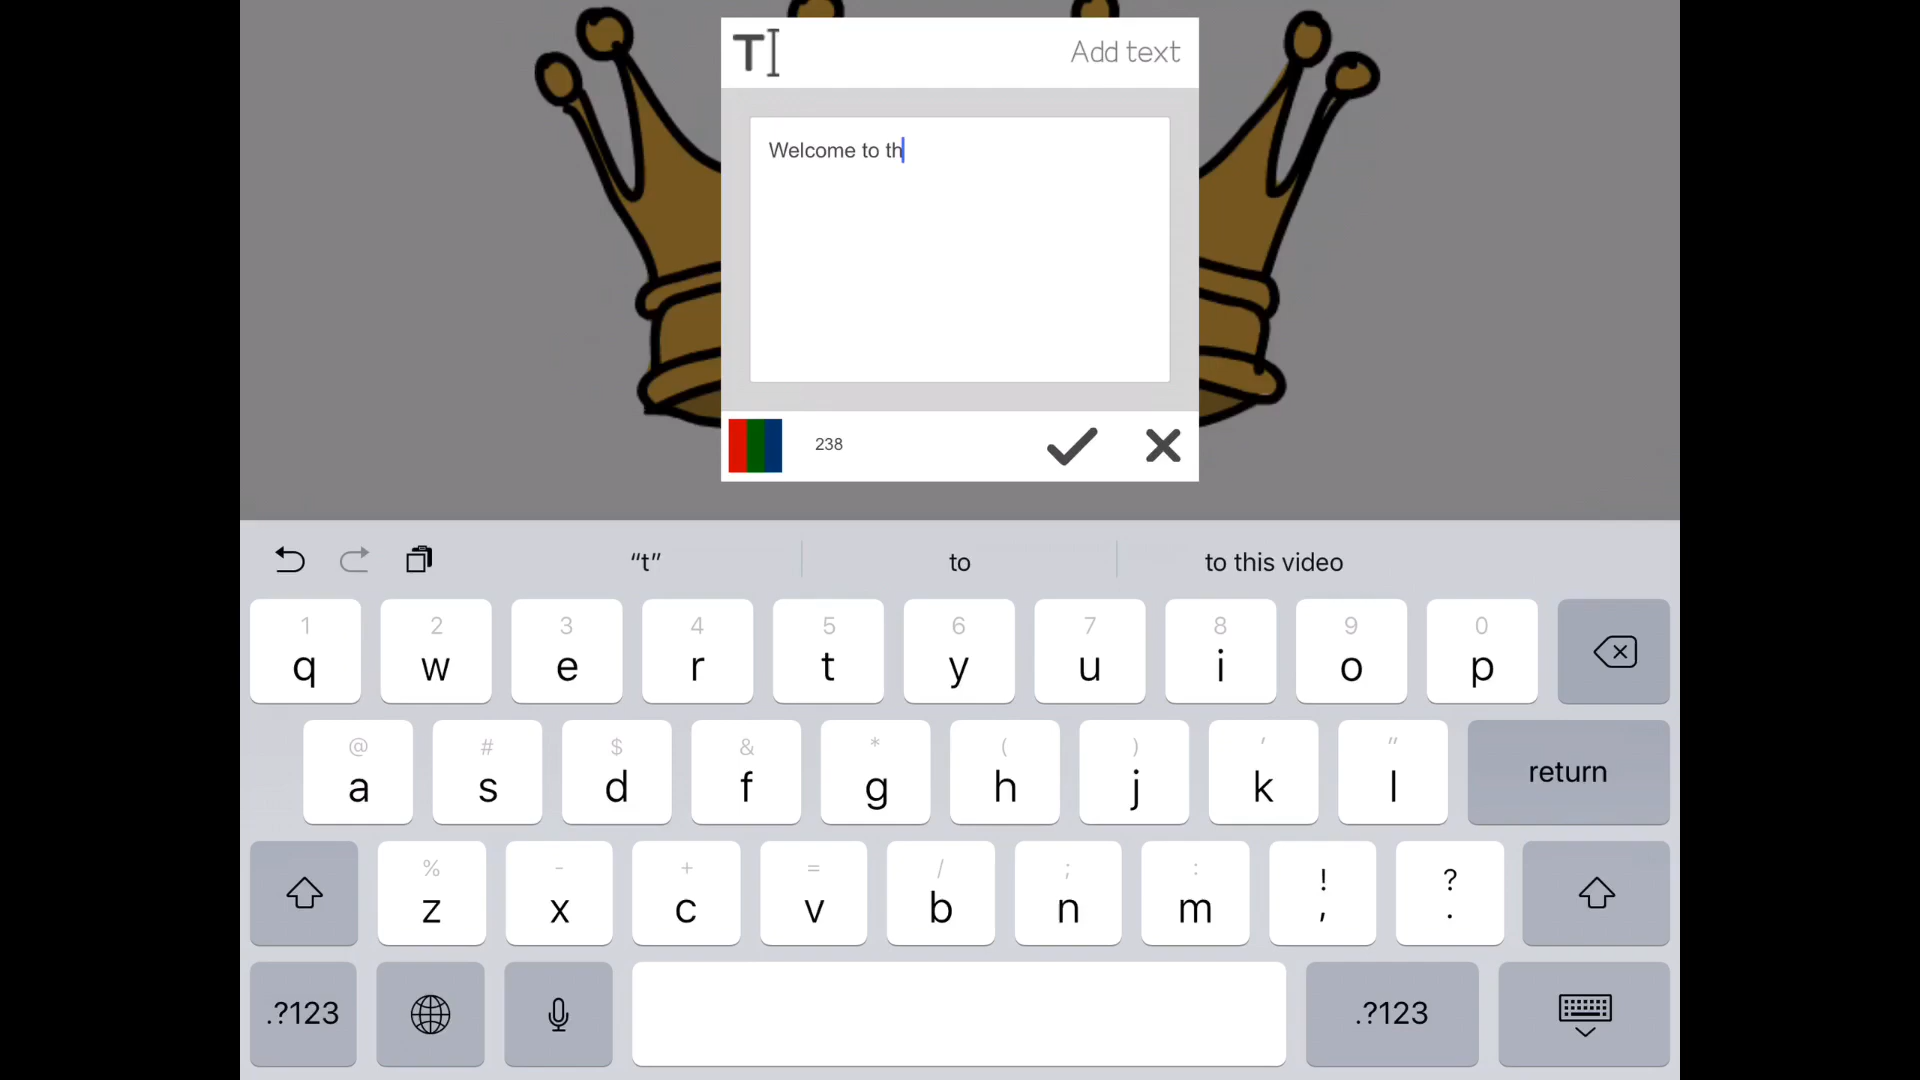 T
Add text
Welcome to th
238
“t” to to this video
1 2 3 4 5 6 7 8 9 0
q w e r t y u i o p
@ # $ & * ( ) ' "
a s d f g h j k l return
% - + = / ; : ! ?
z x c v b n m , .
.?123 .?123